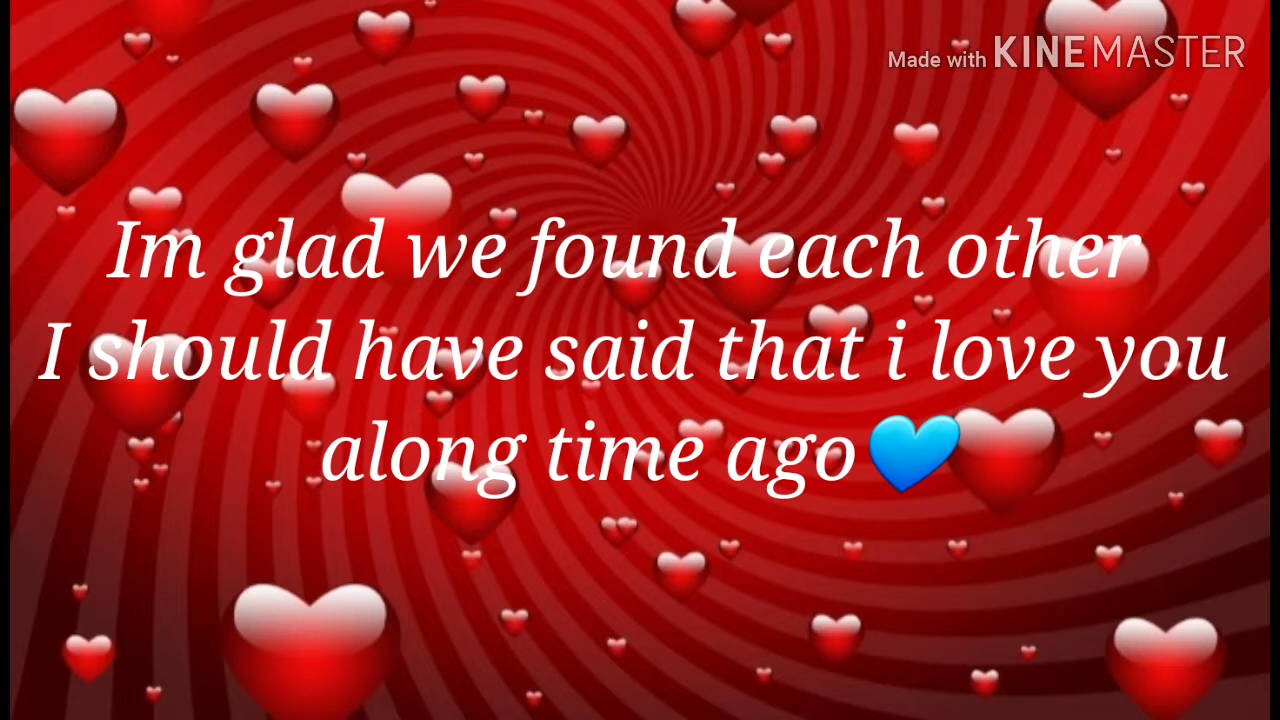 Made with KINEMASTER
Im glad we found each other
I should have said that i love you
along time ago 💙